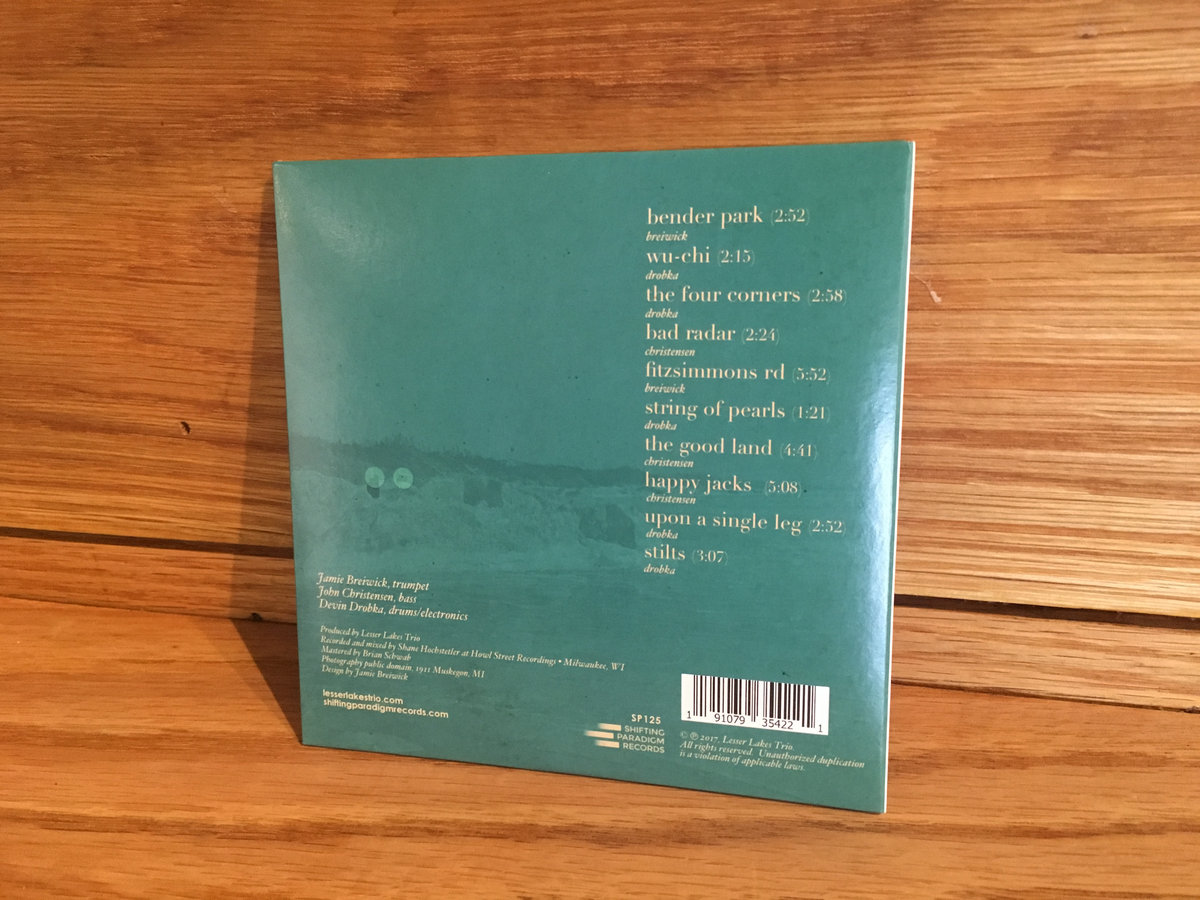 bender park (2:52)
breiwick
wu-chi (2:15)
drobka
the four corners (2:58)
drobka
bad radar (2:24)
christensen
fitzsimmons rd (5:52)
breiwick
string of pearls (1:21)
drobka
the good land (4:41)
christensen
happy jacks (5:08)
christensen
upon a single leg (2:52)
drobka
stilts (3:07)
drobka
Jamie Breiwick, trumpet
John Christensen, bass
Devin Drobka, drums/electronics
Produced by Lesser Lakes Trio
Recorded and mixed by Shane Hochstetler at Howl Street Recordings • Milwaukee, WI
Mastered by Brian Schwab
Photography public domain, 1911 Muskegon, MI
Design by Jamie Breiwick
lesserlakestrio.com
shiftingparadigmrecords.com
SP125
SHIFTING
PARADIGM
RECORDS
1 91079 35422 1
© ℗ 2017. Lesser Lakes Trio.
All rights reserved Unauthorized duplication
is a violation of applicable laws.